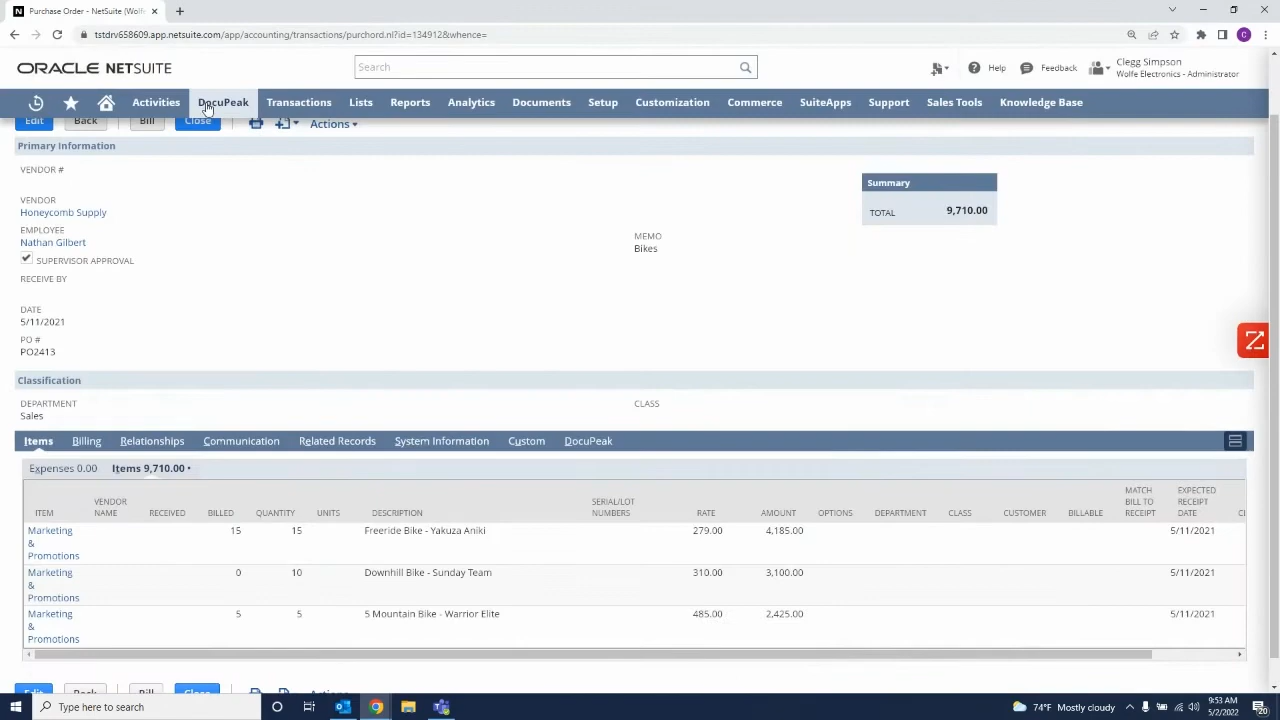 Purchase Order - NetSuite (Wolfe
tstdrv658609.app.netsuite.com/app/accounting/transactions/purchord.nl?id=134912&whence=
C
ORACLE NETSUITE
Search
Help
Feedback
Clegg Simpson
Wolfe Electronics - Administrator
Activities DocuPeak Transactions Lists Reports Analytics Documents Setup Customization Commerce SuiteApps Support Sales Tools Knowledge Base
Edit Back Bill Close Actions
Primary Information
VENDOR #
Summary
TOTAL 9,710.00
VENDOR
Honeycomb Supply
EMPLOYEE
Nathan Gilbert
MEMO
Bikes
SUPERVISOR APPROVAL
RECEIVE BY
DATE
5/11/2021
PO #
PO2413
Classification
DEPARTMENT
Sales
CLASS
Items Billing Relationships Communication Related Records System Information Custom DocuPeak
Expenses 0.00 Items 9,710.00 •
ITEM VENDOR NAME RECEIVED BILLED QUANTITY UNITS DESCRIPTION SERIAL/LOT NUMBERS RATE AMOUNT OPTIONS DEPARTMENT CLASS CUSTOMER BILLABLE MATCH BILL TO RECEIPT EXPECTED RECEIPT DATE
Marketing & Promotions 15 15 Freeride Bike - Yakuza Aniki 279.00 4,185.00 5/11/2021
Marketing & Promotions 0 10 Downhill Bike - Sunday Team 310.00 3,100.00 5/11/2021
Marketing & Promotions 5 5 5 Mountain Bike - Warrior Elite 485.00 2,425.00 5/11/2021
Edit Back Bill Close Actions
Type here to search
74°F Mostly cloudy
9:53 AM
5/2/2022
20